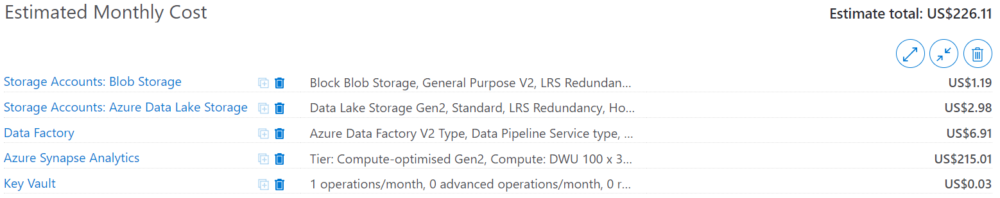 Estimated Monthly Cost
Estimate total: US$226.11
Storage Accounts: Blob Storage Block Blob Storage, General Purpose V2, LRS Redundan... US$1.19
Storage Accounts: Azure Data Lake Storage Data Lake Storage Gen2, Standard, LRS Redundancy, Ho... US$2.98
Data Factory Azure Data Factory V2 Type, Data Pipeline Service type, ... US$6.91
Azure Synapse Analytics Tier: Compute-optimised Gen2, Compute: DWU 100 x 3... US$215.01
Key Vault 1 operations/month, 0 advanced operations/month, 0 r... US$0.03